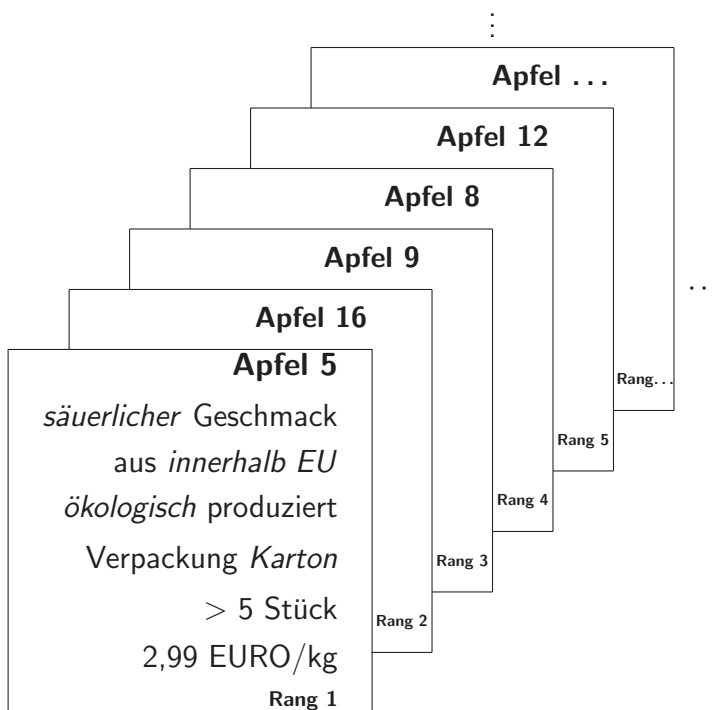 ⋮
Apfel ...
Apfel 12
Apfel 8
Apfel 9
Apfel 16
Apfel 5
säuerlicher Geschmack
aus innerhalb EU
ökologisch produziert
Verpackung Karton
> 5 Stück
2,99 EURO/kg
Rang 1
Rang 2
Rang 3
Rang 4
Rang 5
Rang...
..